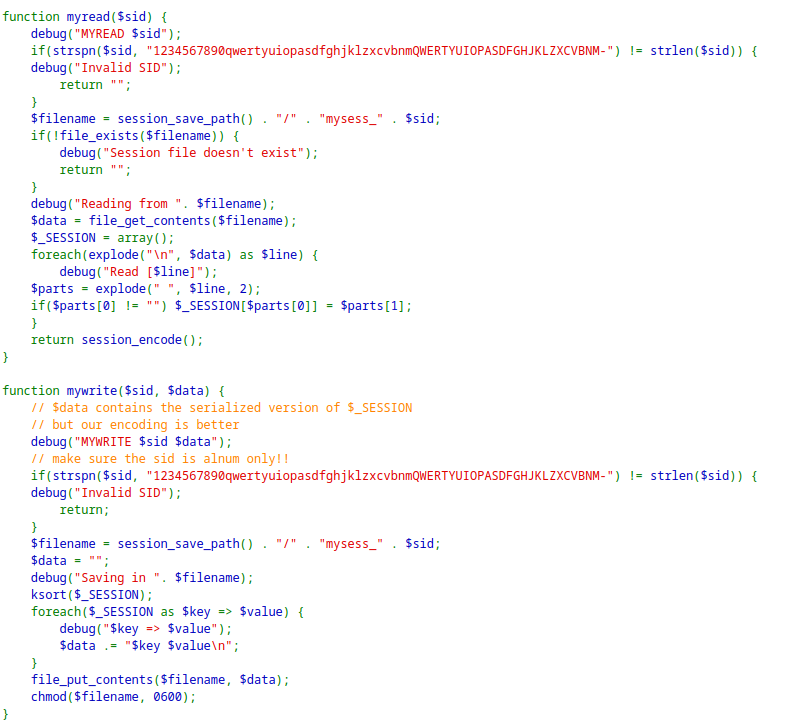 function myread($sid) {
    debug("MYREAD $sid");
    if(strspn($sid, "1234567890qwertyuiopasdfghjklzxcvbnmQWERTYUIOPASDFGHJKLZXCVBNM-") != strlen($sid)) {
    debug("Invalid SID");
        return "";
    }
    $filename = session_save_path() . "/" . "mysess_" . $sid;
    if(!file_exists($filename)) {
        debug("Session file doesn't exist");
        return "";
    }
    debug("Reading from ". $filename);
    $data = file_get_contents($filename);
    $_SESSION = array();
    foreach(explode("\n", $data) as $line) {
        debug("Read [$line]");
    $parts = explode(" ", $line, 2);
    if($parts[0] != "") $_SESSION[$parts[0]] = $parts[1];
    }
    return session_encode();
}

function mywrite($sid, $data) {
    // $data contains the serialized version of $_SESSION
    // but our encoding is better
    debug("MYWRITE $sid $data");
    // make sure the sid is alnum only!!
    if(strspn($sid, "1234567890qwertyuiopasdfghjklzxcvbnmQWERTYUIOPASDFGHJKLZXCVBNM-") != strlen($sid)) {
    debug("Invalid SID");
        return;
    }
    $filename = session_save_path() . "/" . "mysess_" . $sid;
    $data = "";
    debug("Saving in ". $filename);
    ksort($_SESSION);
    foreach($_SESSION as $key => $value) {
        debug("$key => $value");
        $data .= "$key $value\n";
    }
    file_put_contents($filename, $data);
    chmod($filename, 0600);
}